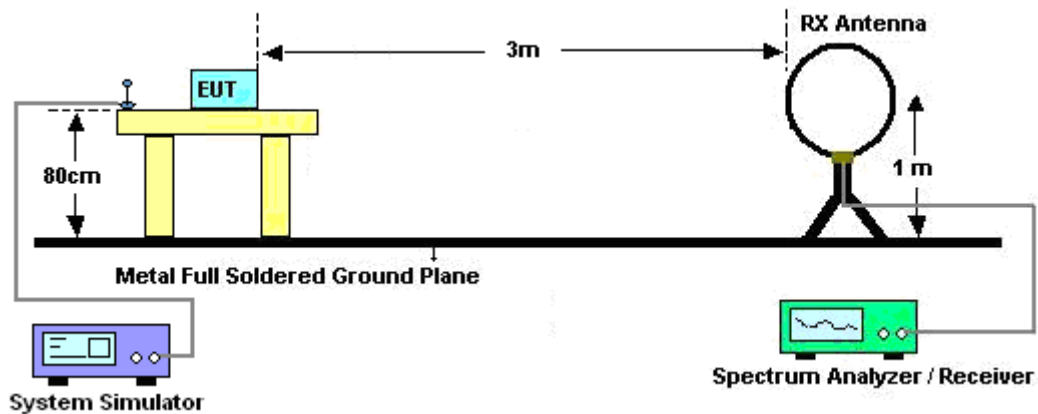 RX Antenna
3m
EUT
80cm
1 m
Metal Full Soldered Ground Plane
System Simulator
Spectrum Analyzer / Receiver